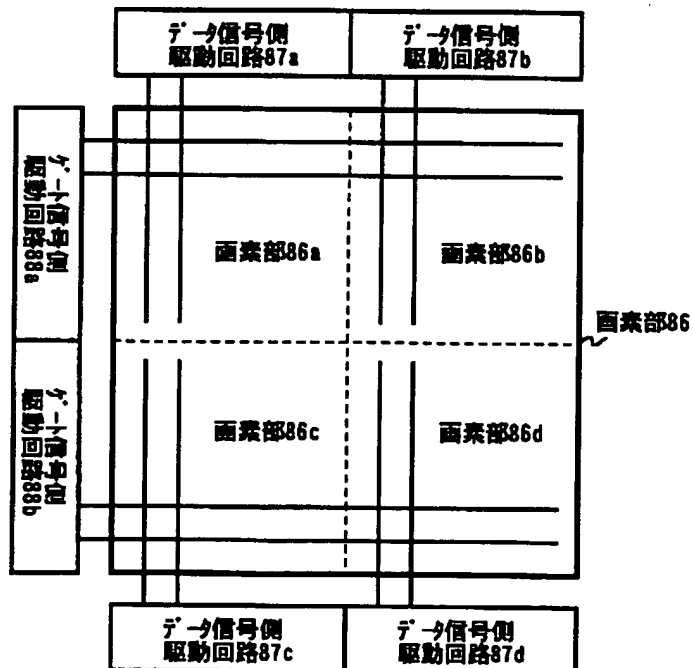 データ信号側
駆動回路87a
データ信号側
駆動回路87b
ゲート信号側
駆動回路88a
画素部86a
画素部86b
画素部86
ゲート信号側
駆動回路88b
画素部86c
画素部86d
データ信号側
駆動回路87c
データ信号側
駆動回路87d